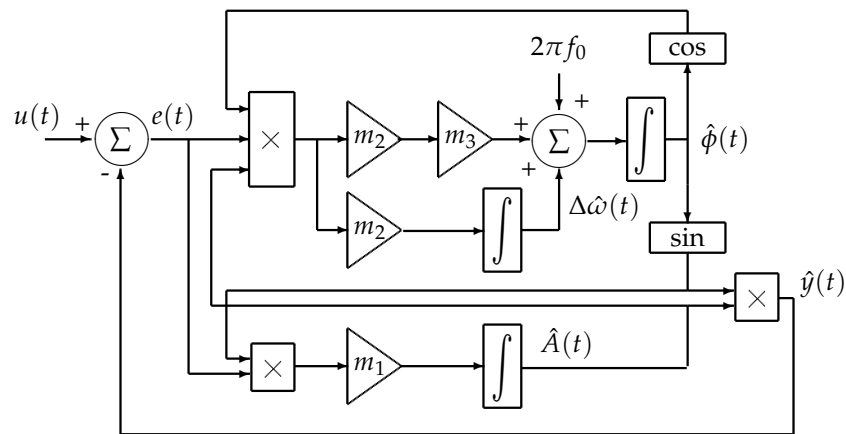 cos
2πf₀
u(t)
+
Σ
e(t)
-
×
m₂
m₃
+
+
Σ
+
∫
φ̂(t)
m₂
∫
Δω̂(t)
sin
×
ŷ(t)
×
m₁
∫
Â(t)